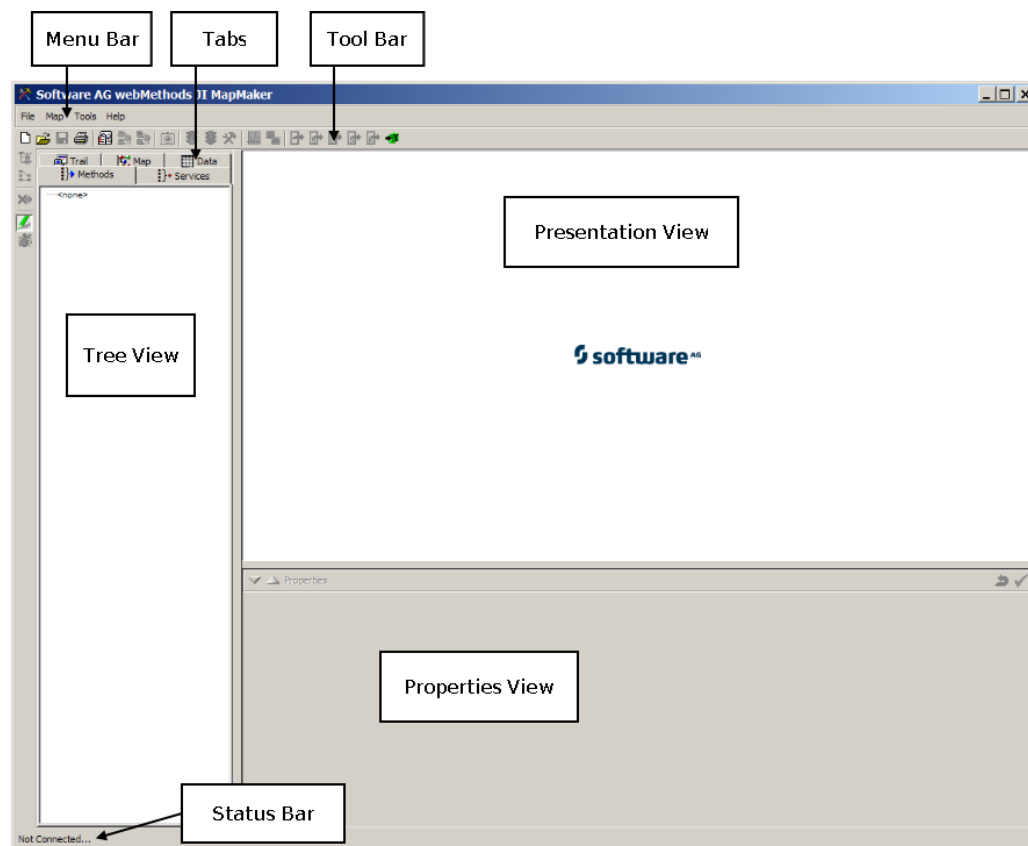 Menu Bar
Tabs
Tool Bar
Software AG webMethods JI MapMaker
File Map Tools Help
Trail Map Data
Methods Services
<none>
Presentation View
Tree View
software AG
Properties
Properties View
Status Bar
Not Connected...